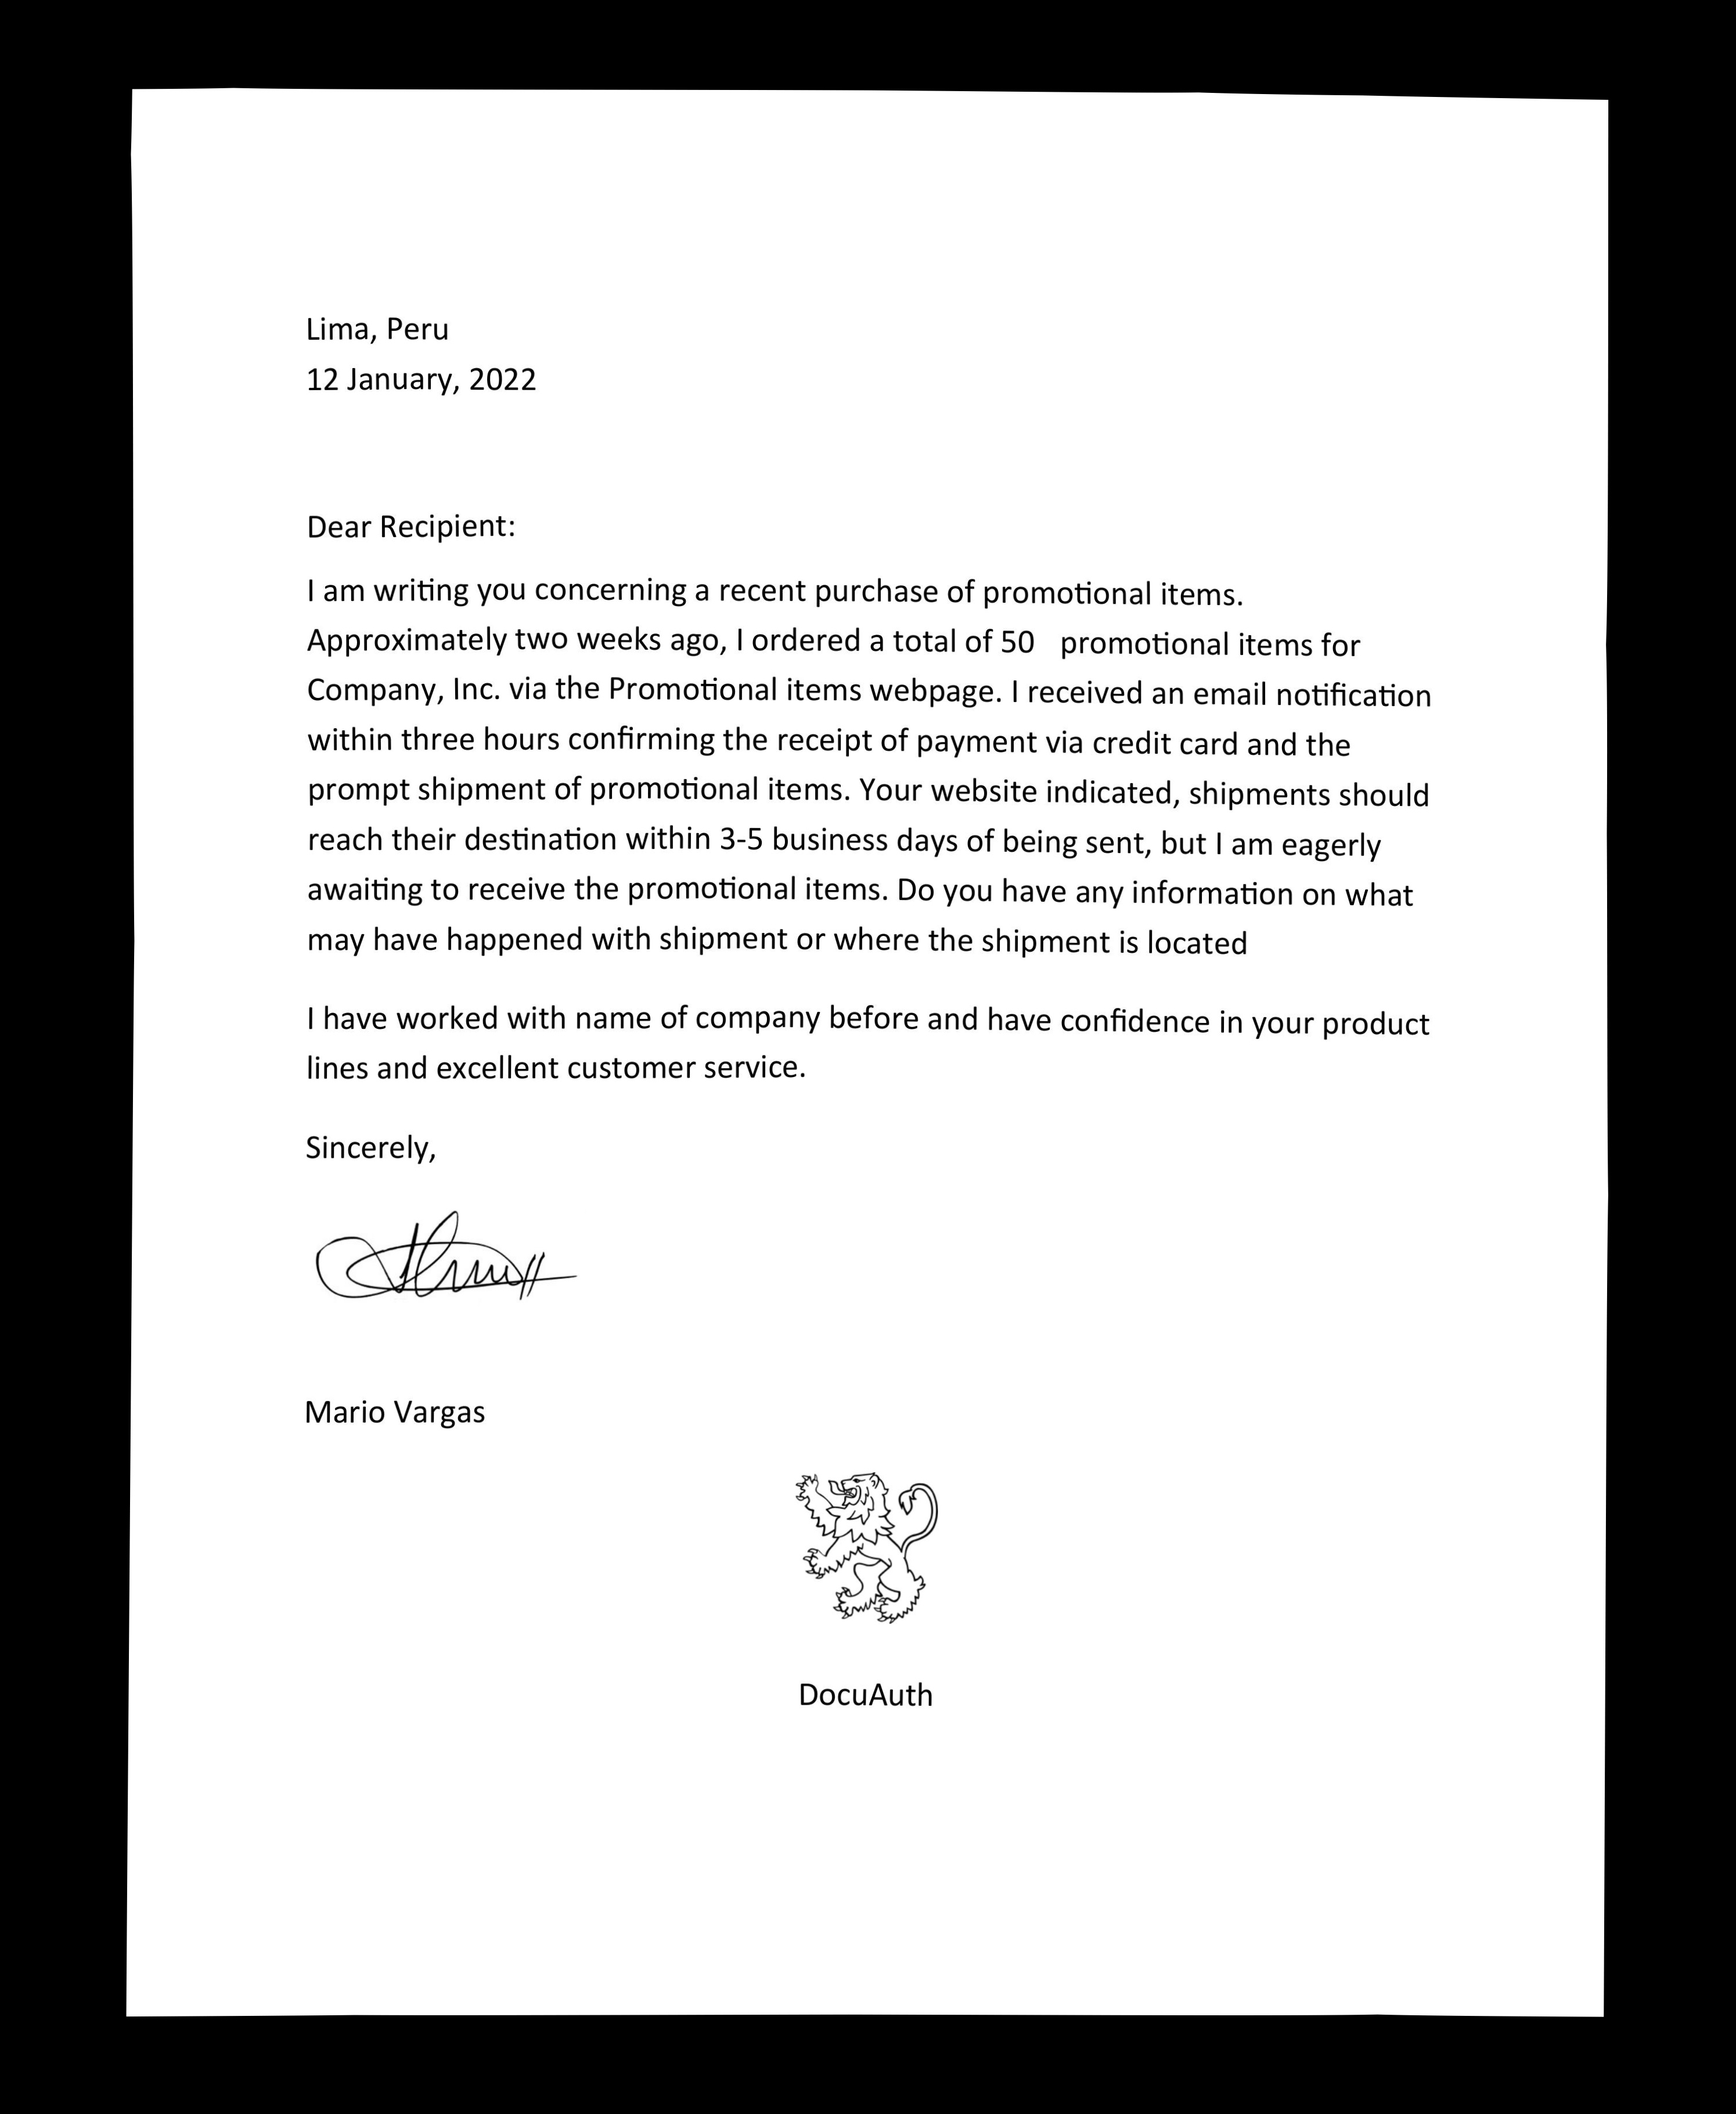 Lima, Peru
12 January, 2022
Dear Recipient:
I am writing you concerning a recent purchase of promotional items.
Approximately two weeks ago, I ordered a total of 50   promotional items for
Company, Inc. via the Promotional items webpage. I received an email notification
within three hours confirming the receipt of payment via credit card and the
prompt shipment of promotional items. Your website indicated, shipments should
reach their destination within 3-5 business days of being sent, but I am eagerly
awaiting to receive the promotional items. Do you have any information on what
may have happened with shipment or where the shipment is located
I have worked with name of company before and have confidence in your product
lines and excellent customer service.
Sincerely,
Mario Vargas
DocuAuth